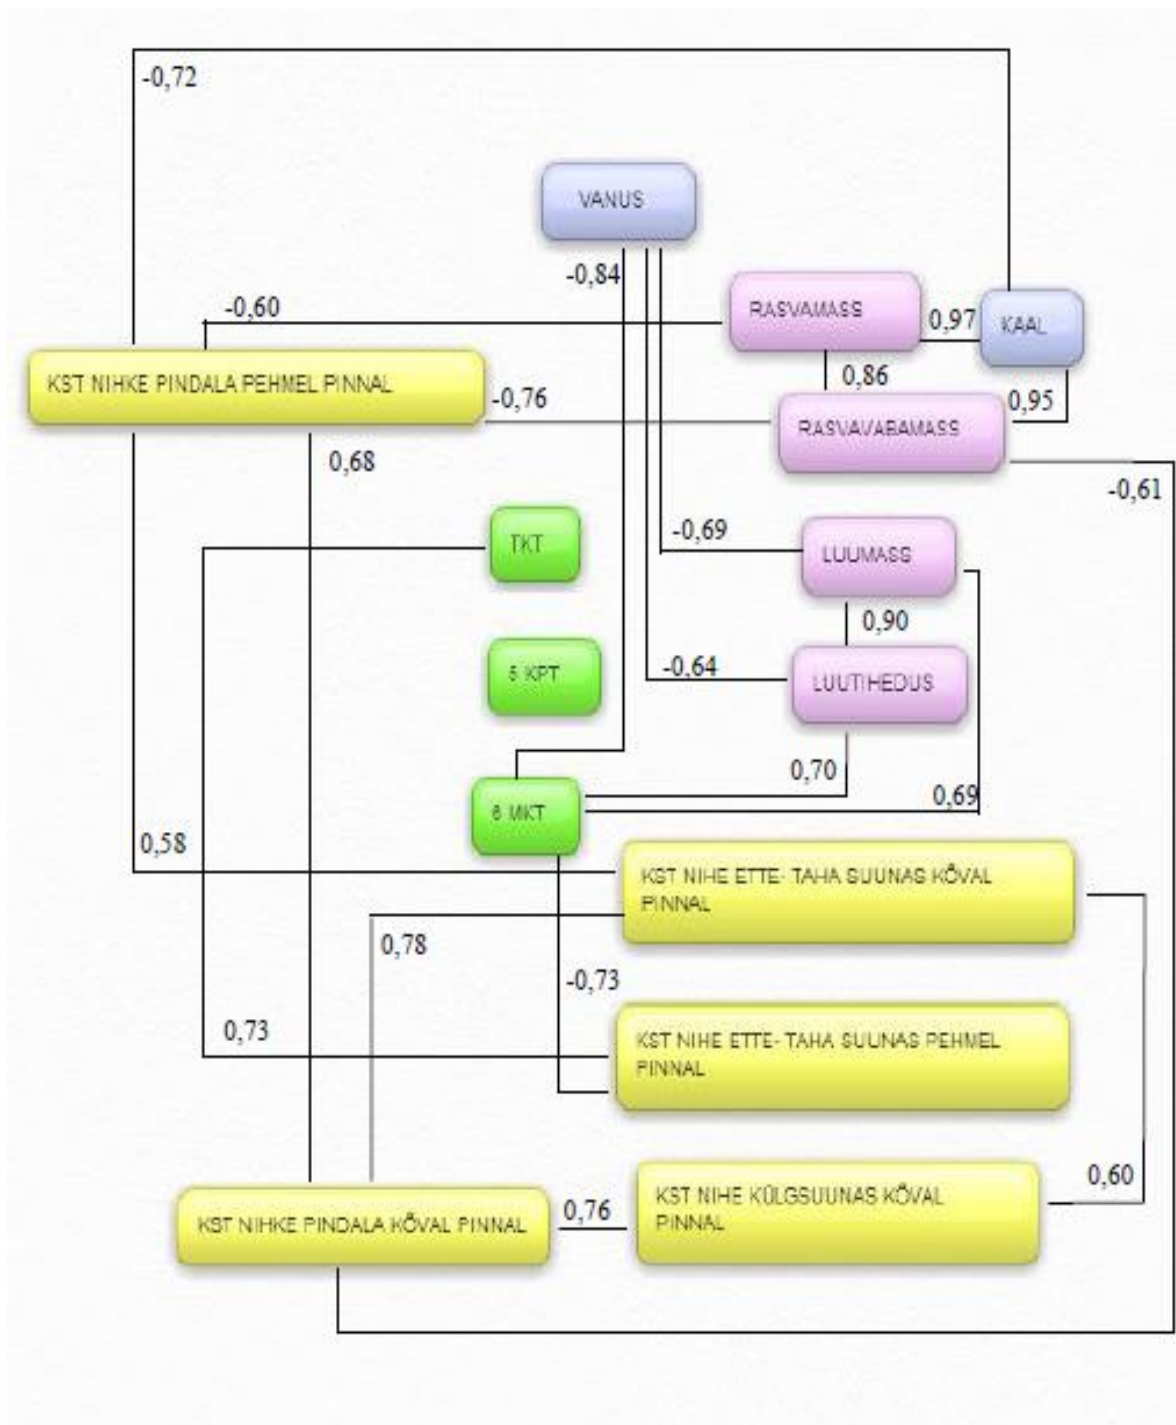 -0,72
VANUS
-0,84
-0,60
RASVAMASS
0,97
KAAL
KST NIHKE PINDALA PEHMEL PINNAL
0,86
-0,76
0,95
RASVAVABAMASS
0,68
-0,61
TKT
-0,69
LUUMASS
0,90
5 KPT
-0,64
LUUTIHEDUS
0,70
0,69
6 MKT
0,58
KST NIHE ETTE- TAHA SUUNAS KÕVAL
PINNAL
0,78
-0,73
0,73
KST NIHE ETTE- TAHA SUUNAS PEHMEL
PINNAL
0,60
KST NIHKE PINDALA KÕVAL PINNAL
0,76
KST NIHE KÜLGSUUNAS KÕVAL
PINNAL